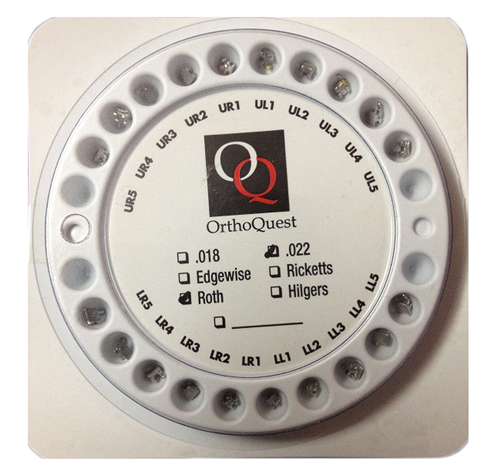 UR5 UR4 UR3 UR2 UR1 UL1 UL2 UL3 UL4 UL5
OQ
OrthoQuest
.018 .022
Edgewise Ricketts
Roth Hilgers
LR5 LR4 LR3 LR2 LR1 LL1 LL2 LL3 LL4 LL5